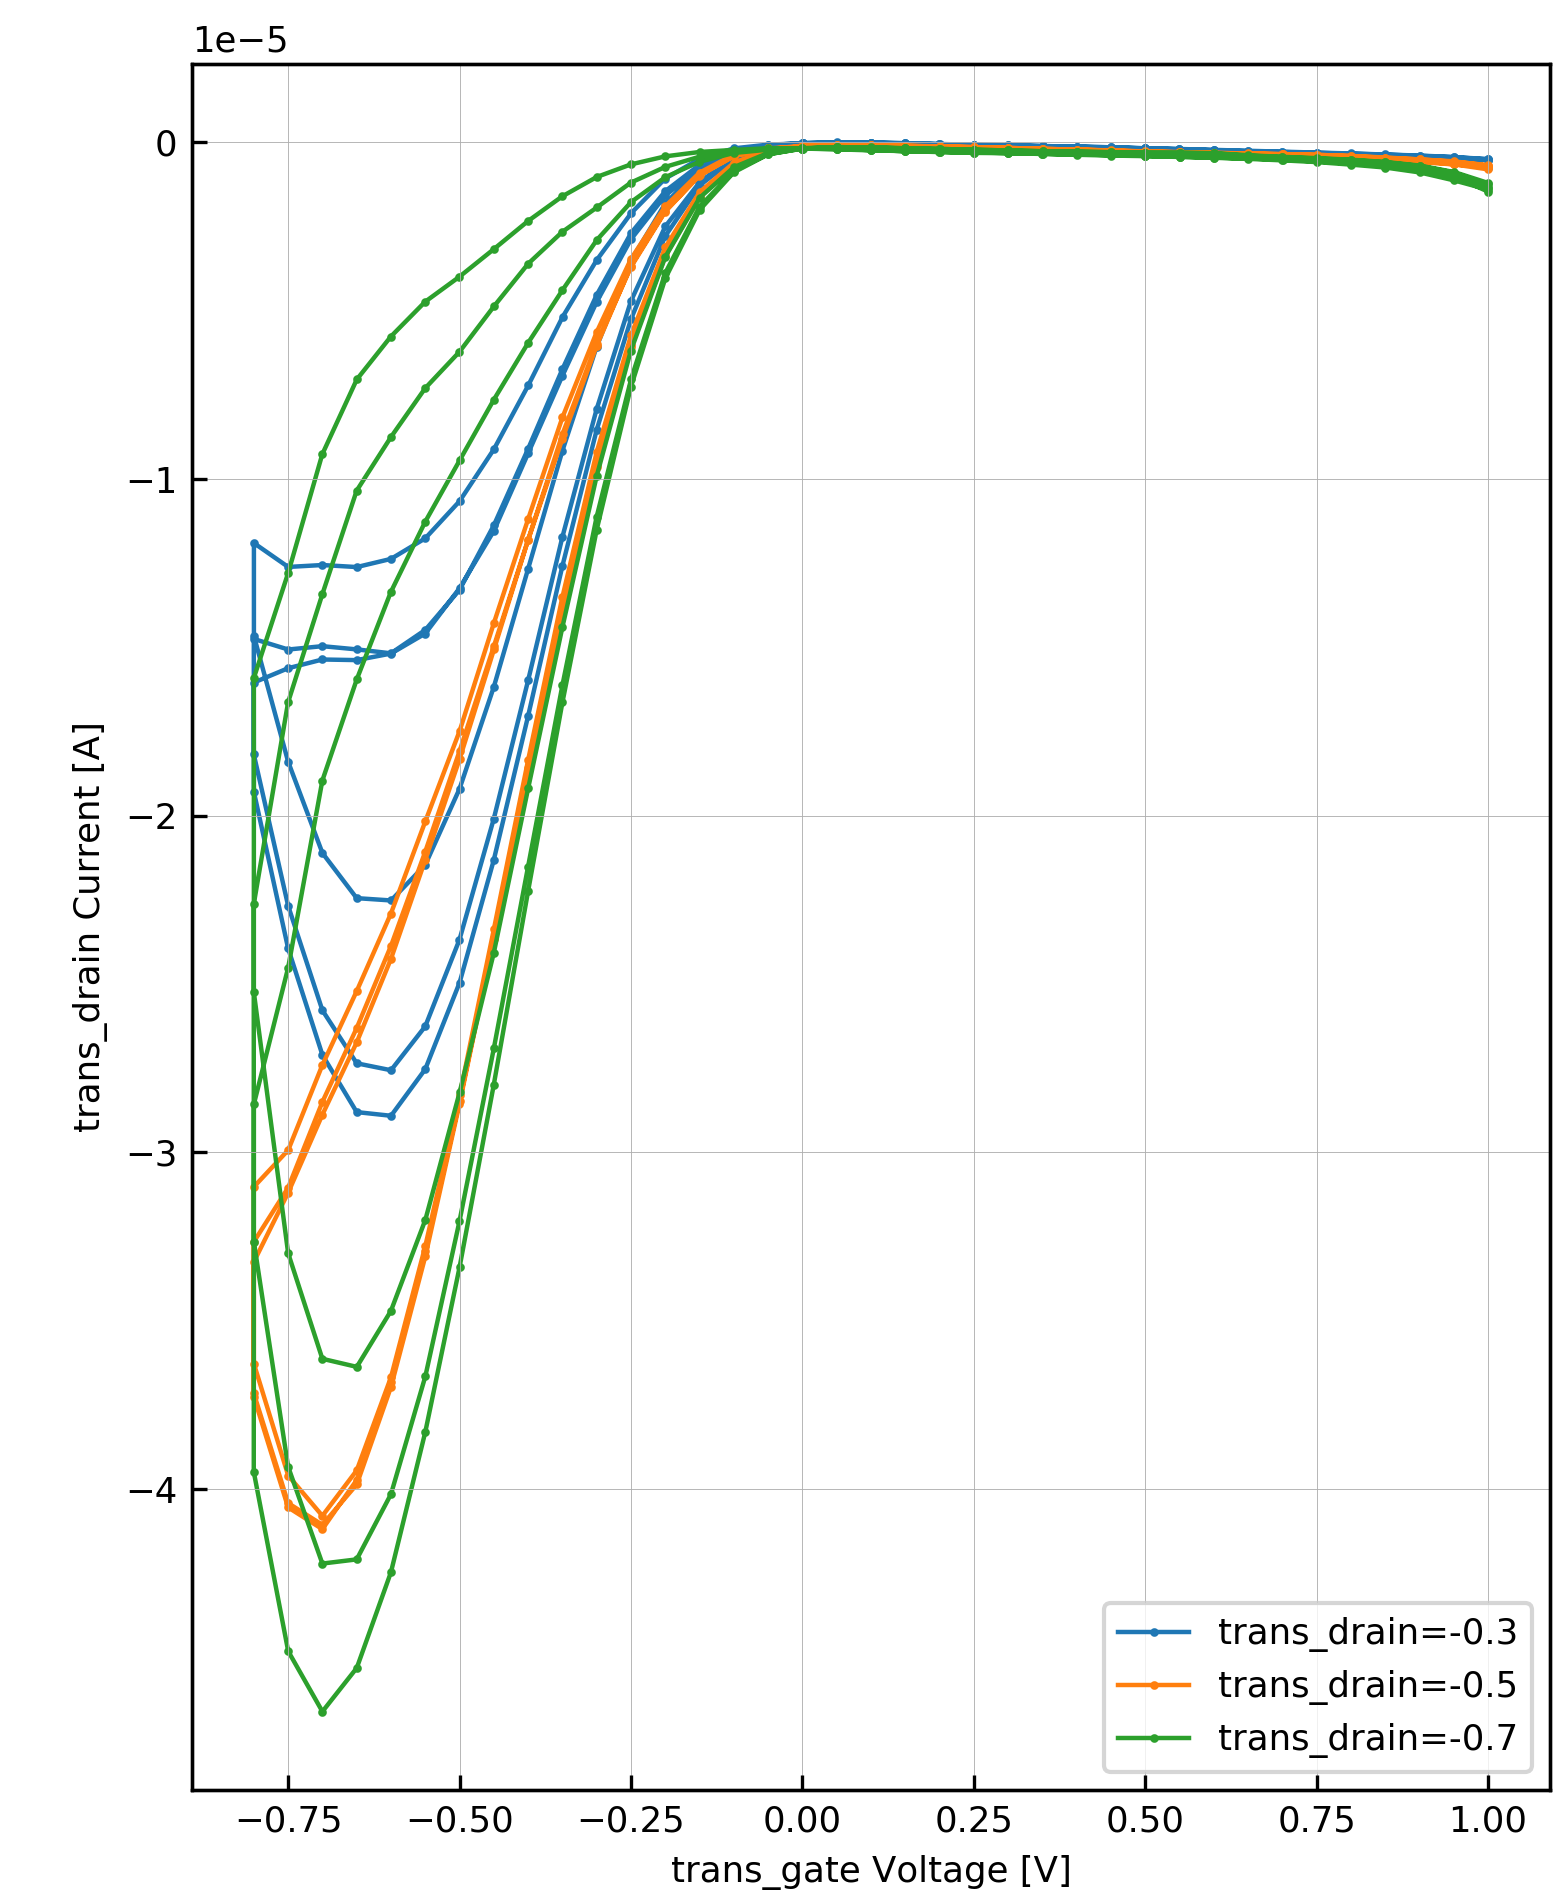 1e−5
0
−1
−2
−3
−4
trans_drain Current [A]
−0.75 −0.50 −0.25 0.00 0.25 0.50 0.75 1.00
trans_gate Voltage [V]
trans_drain=-0.3
trans_drain=-0.5
trans_drain=-0.7